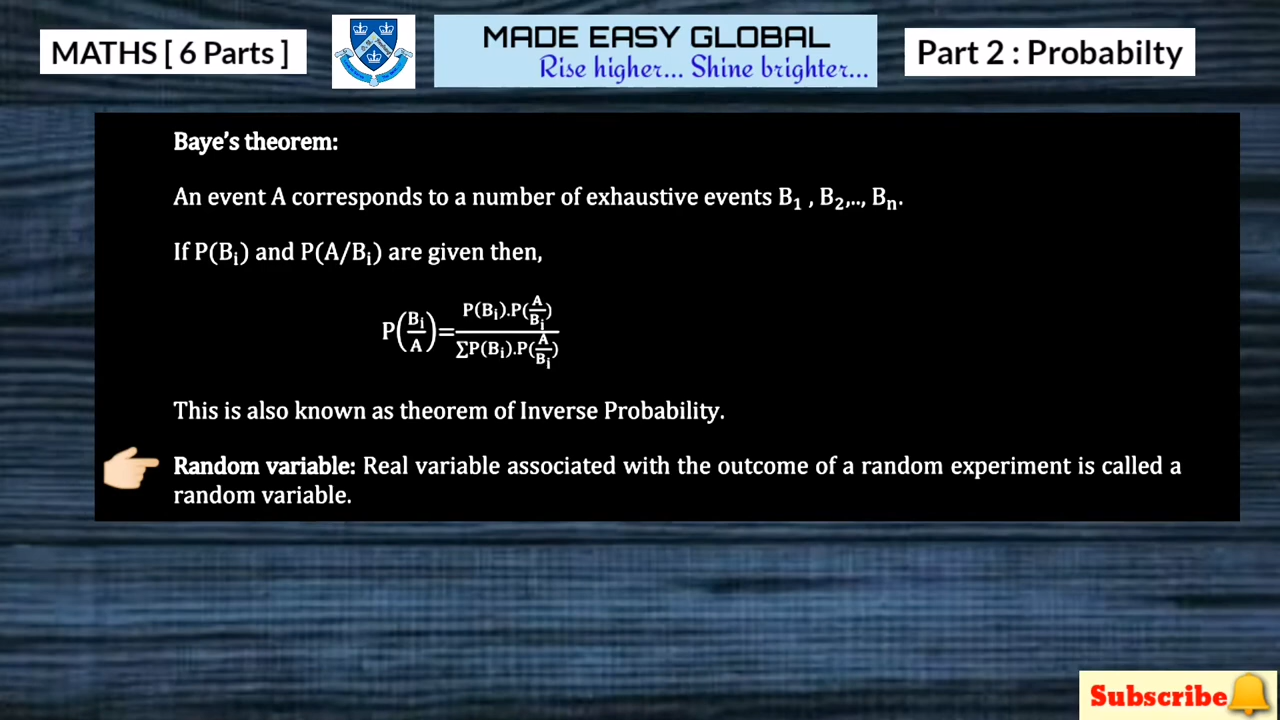 MATHS [ 6 Parts ]
MADE EASY GLOBAL
Rise higher... Shine brighter...
Part 2 : Probabilty
Baye's theorem:
An event A corresponds to a number of exhaustive events B₁ , B₂,.., Bₙ.
If P(Bᵢ) and P(A/Bᵢ) are given then,
P(Bᵢ/A)=P(Bᵢ).P(A/Bᵢ)/∑P(Bᵢ).P(A/Bᵢ)
This is also known as theorem of Inverse Probability.
Random variable: Real variable associated with the outcome of a random experiment is called a
random variable.
Subscribe